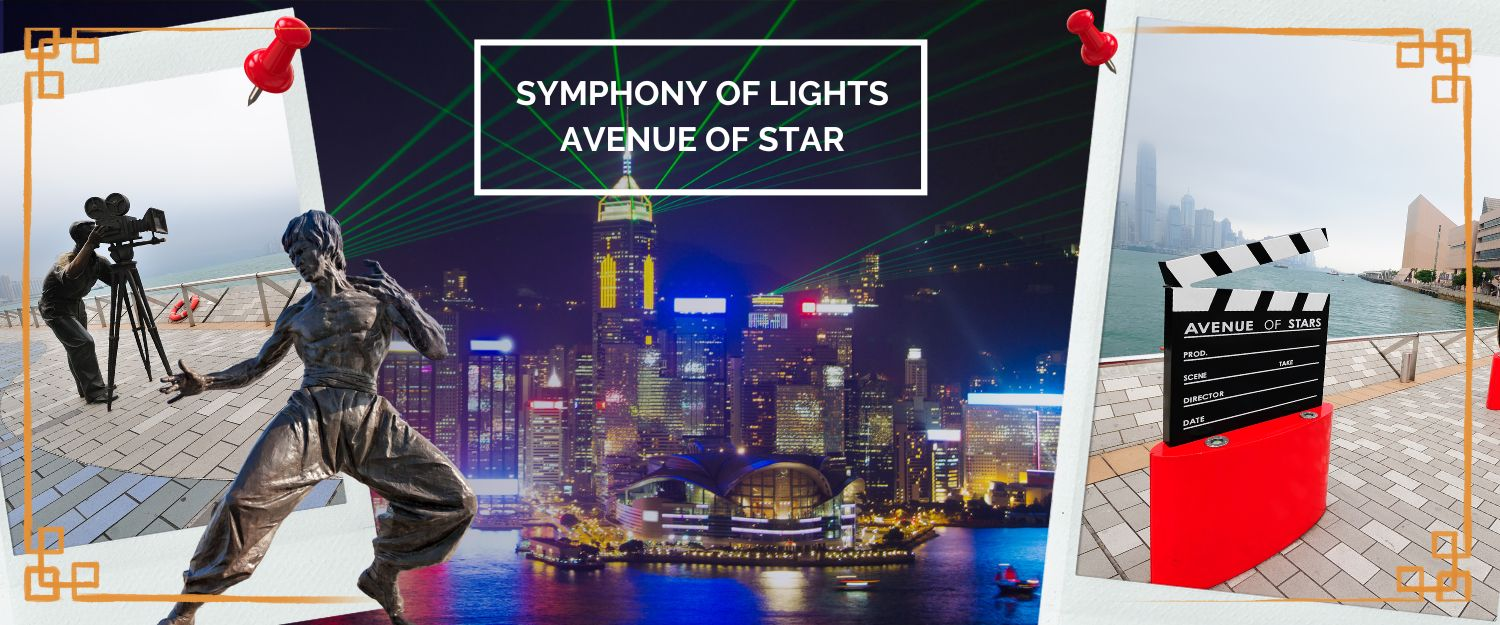 SYMPHONY OF LIGHTS
AVENUE OF STAR
AVENUE OF STARS
PROD.
SCENE TAKE
DIRECTOR
DATE